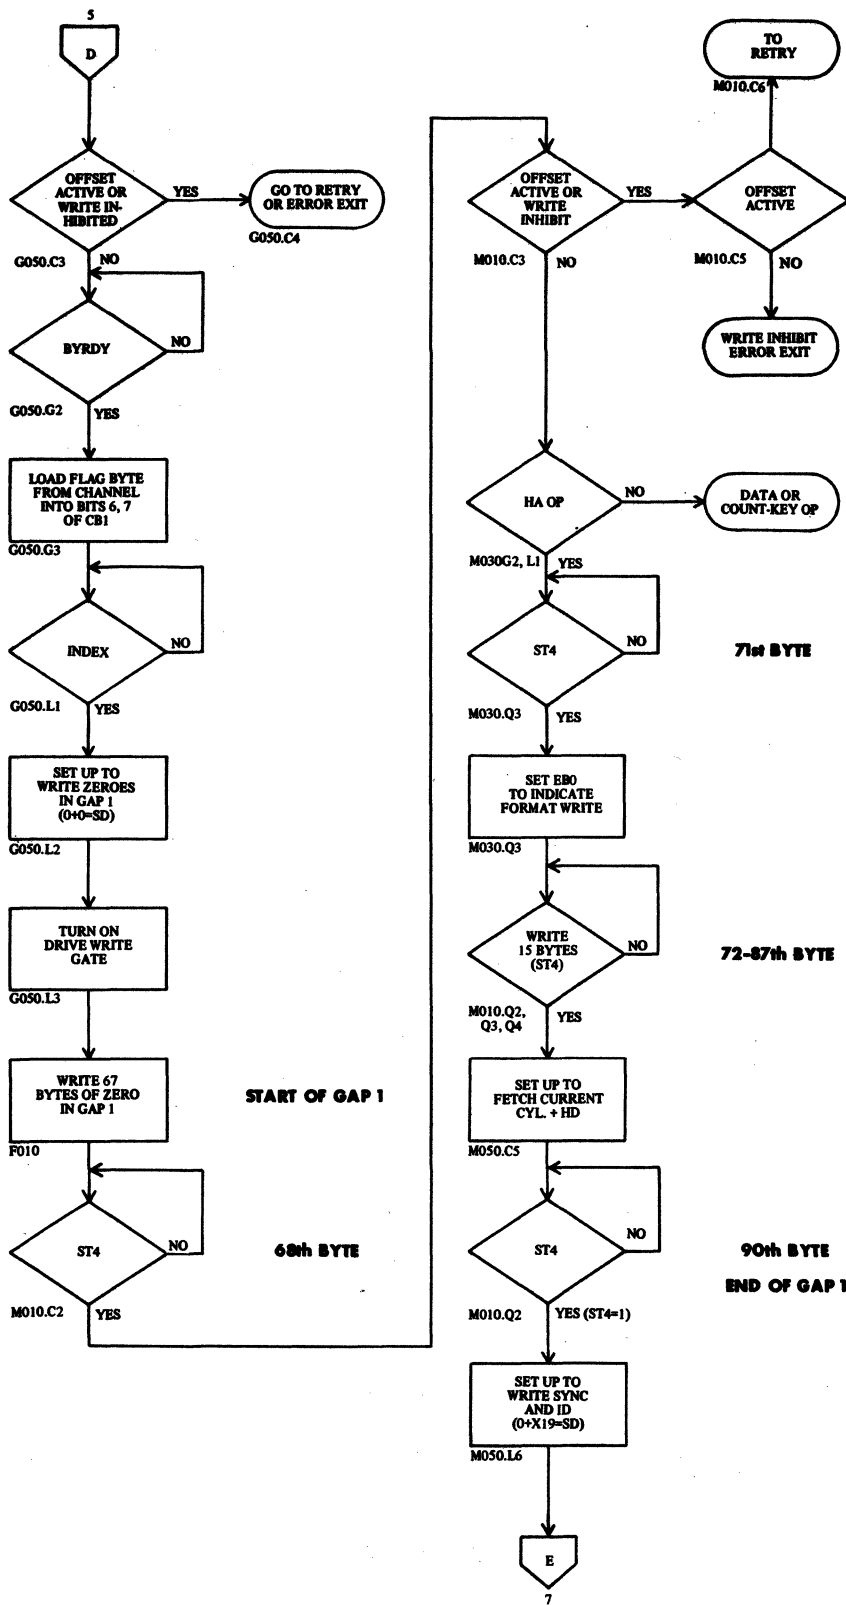 5
D
OFFSET
ACTIVE OR
WRITE IN-
HIBITED
YES
GO TO RETRY
OR ERROR EXIT
G050.C4
G050.C3
NO
BYRDY
NO
G050.G2
YES
LOAD FLAG BYTE
FROM CHANNEL
INTO BITS 6, 7
OF CB1
G050.G3
INDEX
NO
G050.L1
YES
SET UP TO
WRITE ZEROES
IN GAP 1
(0+0=SD)
G050.L2
TURN ON
DRIVE WRITE
GATE
G050.L3
WRITE 67
BYTES OF ZERO
IN GAP 1
START OF GAP 1
F010
ST4
NO
68th BYTE
M010.C2
YES
TO
RETRY
M010.C6
OFFSET
ACTIVE OR
WRITE
INHIBIT
YES
OFFSET
ACTIVE
M010.C3
NO
M010.C5
NO
WRITE INHIBIT
ERROR EXIT
HA OP
NO
DATA OR
COUNT-KEY OP
M030G2, L1
YES
ST4
NO
71st BYTE
M030.Q3
YES
SET EB0
TO INDICATE
FORMAT WRITE
M030.Q3
WRITE
15 BYTES
(ST4)
NO
72-87th BYTE
M010.Q2,
Q3, Q4
YES
SET UP TO
FETCH CURRENT
CYL. + HD
M050.C5
ST4
NO
90th BYTE
END OF GAP 1
M010.Q2
YES (ST4=1)
SET UP TO
WRITE SYNC
AND ID
(0+X19=SD)
M050.L6
E
7